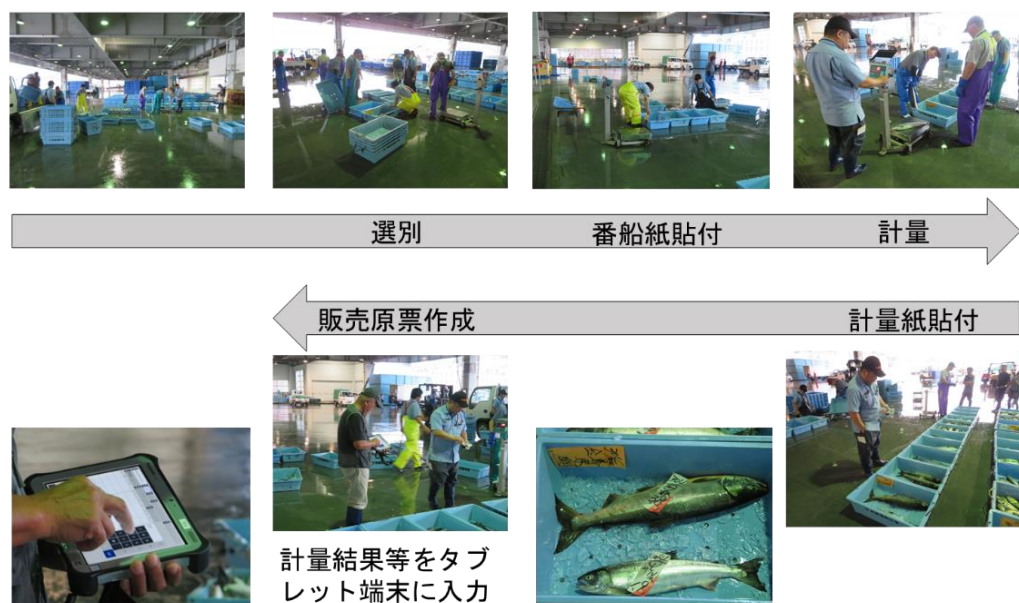 選別
番船紙貼付
計量
販売原票作成
計量紙貼付
計量結果等をタブ
レット端末に入力